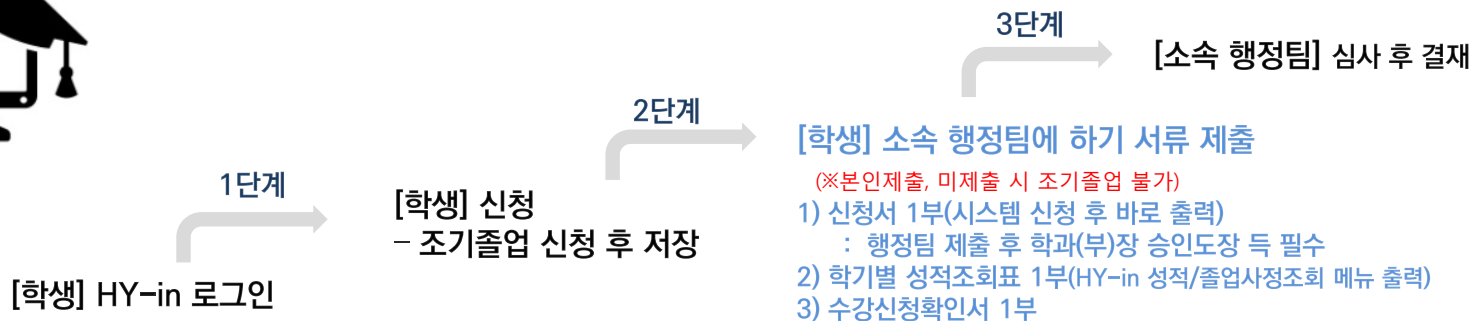 1단계
[학생] HY-in 로그인
2단계
[학생] 신청
- 조기졸업 신청 후 저장
3단계
[학생] 소속 행정팀에 하기 서류 제출
(※본인제출, 미제출 시 조기졸업 불가)
1) 신청서 1부(시스템 신청 후 바로 출력)
: 행정팀 제출 후 학과(부)장 승인도장 득 필수
2) 학기별 성적조회표 1부(HY-in 성적/졸업사정조회 메뉴 출력)
3) 수강신청확인서 1부
[소속 행정팀] 심사 후 결재